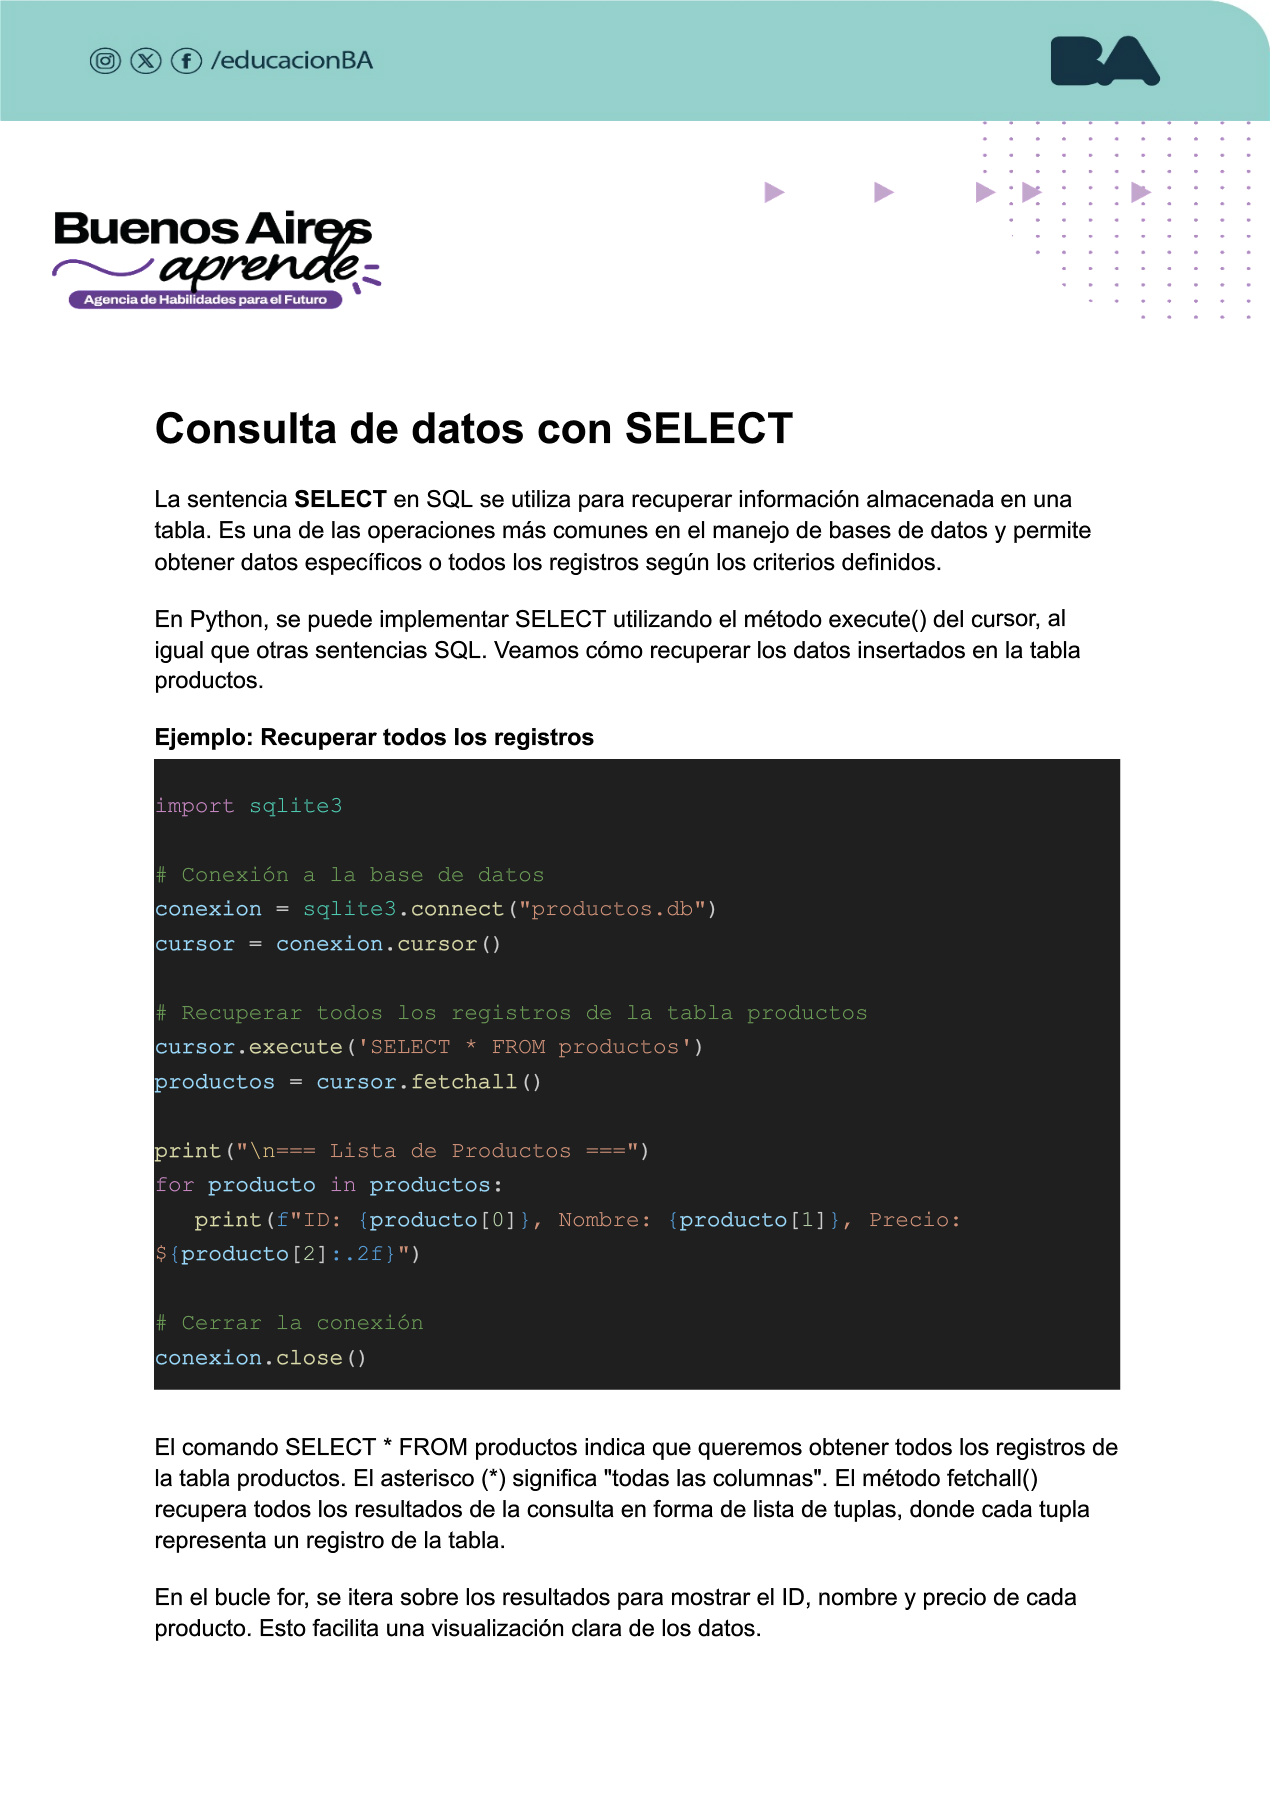 /educacionBA
BA
Buenos Aires
aprende
Agencia de Habilidades para el Futuro
Consulta de datos con SELECT
La sentencia SELECT en SQL se utiliza para recuperar información almacenada en una
tabla. Es una de las operaciones más comunes en el manejo de bases de datos y permite
obtener datos específicos o todos los registros según los criterios definidos.
En Python, se puede implementar SELECT utilizando el método execute() del cursor, al
igual que otras sentencias SQL. Veamos cómo recuperar los datos insertados en la tabla
productos.
Ejemplo: Recuperar todos los registros
import sqlite3
# Conexión a la base de datos
conexion = sqlite3.connect("productos.db")
cursor = conexion.cursor()
# Recuperar todos los registros de la tabla productos
cursor.execute('SELECT * FROM productos')
productos = cursor.fetchall()
print("\n=== Lista de Productos ===")
for producto in productos:
   print(f"ID: {producto[0]}, Nombre: {producto[1]}, Precio:
${producto[2]:.2f}")
# Cerrar la conexión
conexion.close()
El comando SELECT * FROM productos indica que queremos obtener todos los registros de
la tabla productos. El asterisco (*) significa "todas las columnas". El método fetchall()
recupera todos los resultados de la consulta en forma de lista de tuplas, donde cada tupla
representa un registro de la tabla.
En el bucle for, se itera sobre los resultados para mostrar el ID, nombre y precio de cada
producto. Esto facilita una visualización clara de los datos.